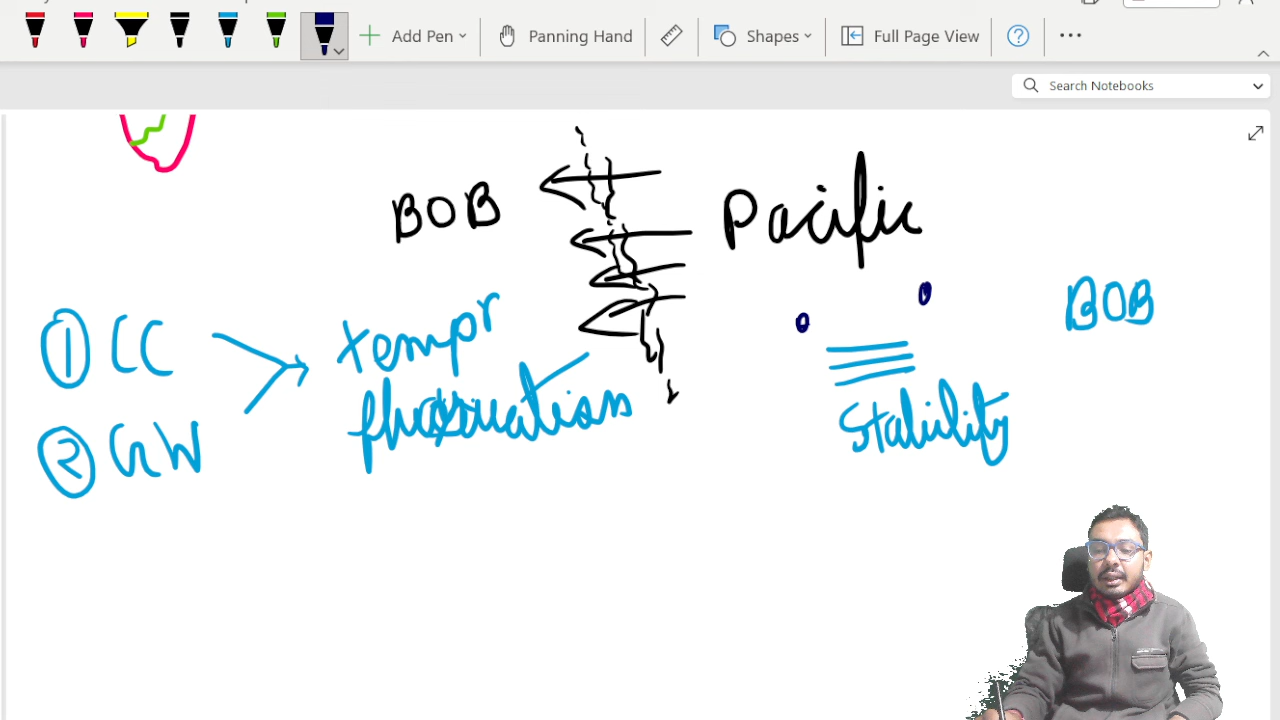 Add Pen
Panning Hand
Shapes
Full Page View
Search Notebooks
BOB
Pacific
① CC
tempr
BOB
② GW
fluctuation
Stability